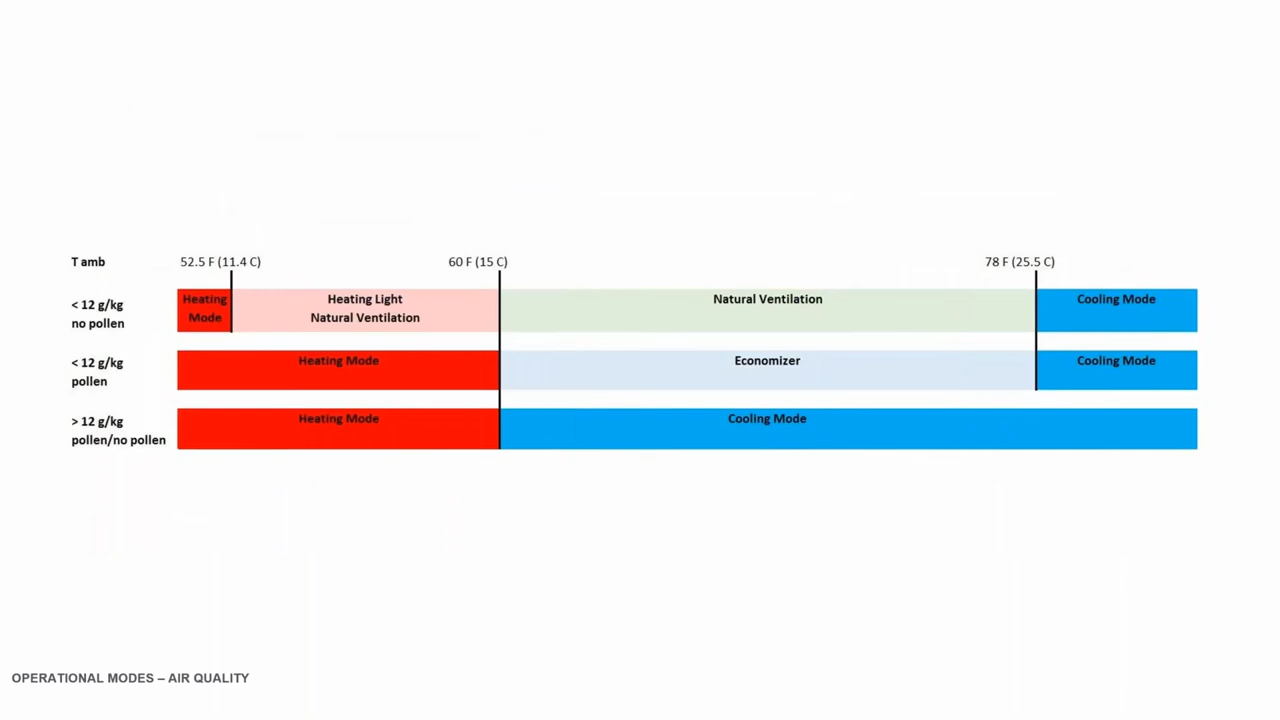 T amb 52.5 F (11.4 C) 60 F (15 C) 78 F (25.5 C)
< 12 g/kg
no pollen
Heating
Mode
Heating Light
Natural Ventilation
Natural Ventilation
Cooling Mode
< 12 g/kg
pollen
Heating Mode
Economizer
Cooling Mode
> 12 g/kg
pollen/no pollen
Heating Mode
Cooling Mode
OPERATIONAL MODES – AIR QUALITY